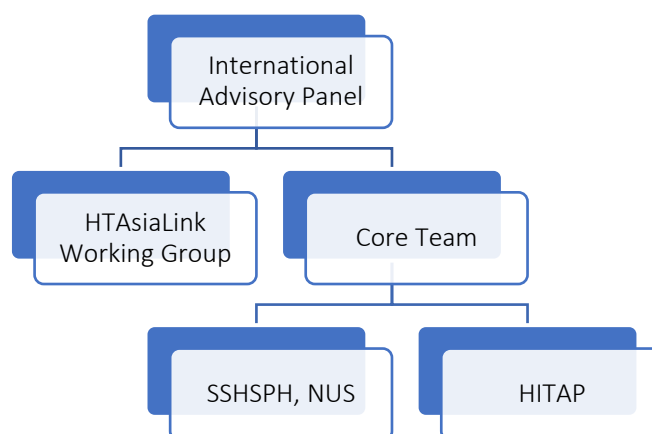 International
Advisory Panel
HTAsiaLink
Working Group
Core Team
SSHSPH, NUS
HITAP